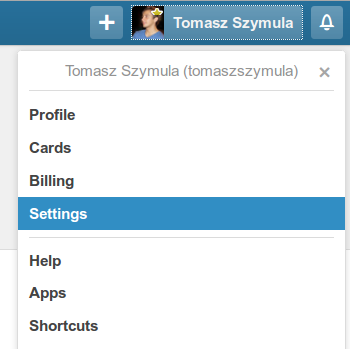 Tomasz Szymula
Tomasz Szymula (tomaszszymula)
Profile
Cards
Billing
Settings
Help
Apps
Shortcuts